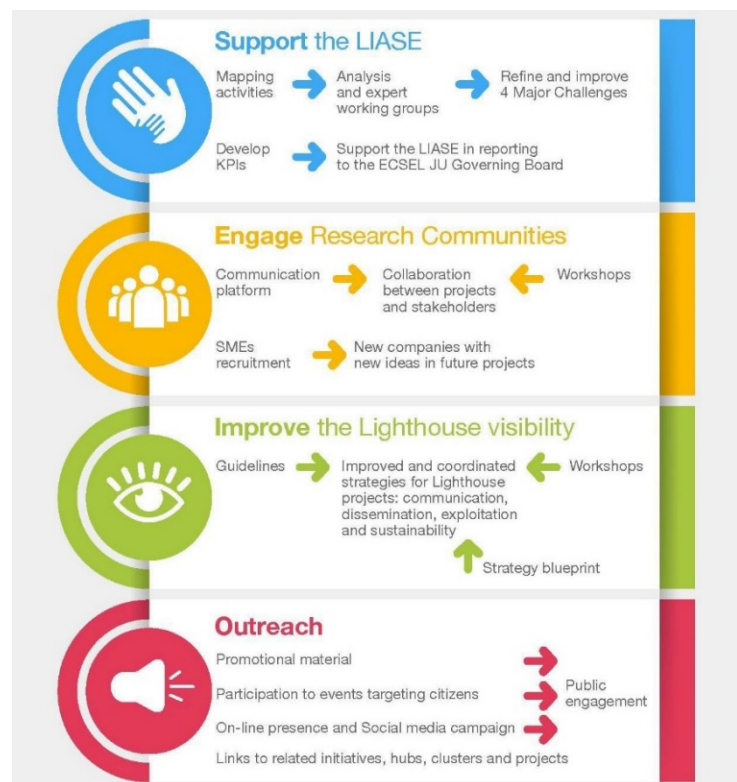 Support the LIASE
Mapping activities
Analysis and expert working groups
Refine and improve 4 Major Challenges
Develop KPIs
Support the LIASE in reporting to the ECSEL JU Governing Board
Engage Research Communities
Communication platform
Collaboration between projects and stakeholders
Workshops
SMEs recruitment
New companies with new ideas in future projects
Improve the Lighthouse visibility
Guidelines
Improved and coordinated strategies for Lighthouse projects: communication, dissemination, exploitation and sustainability
Workshops
Strategy blueprint
Outreach
Promotional material
Participation to events targeting citizens
Public engagement
On-line presence and Social media campaign
Links to related initiatives, hubs, clusters and projects